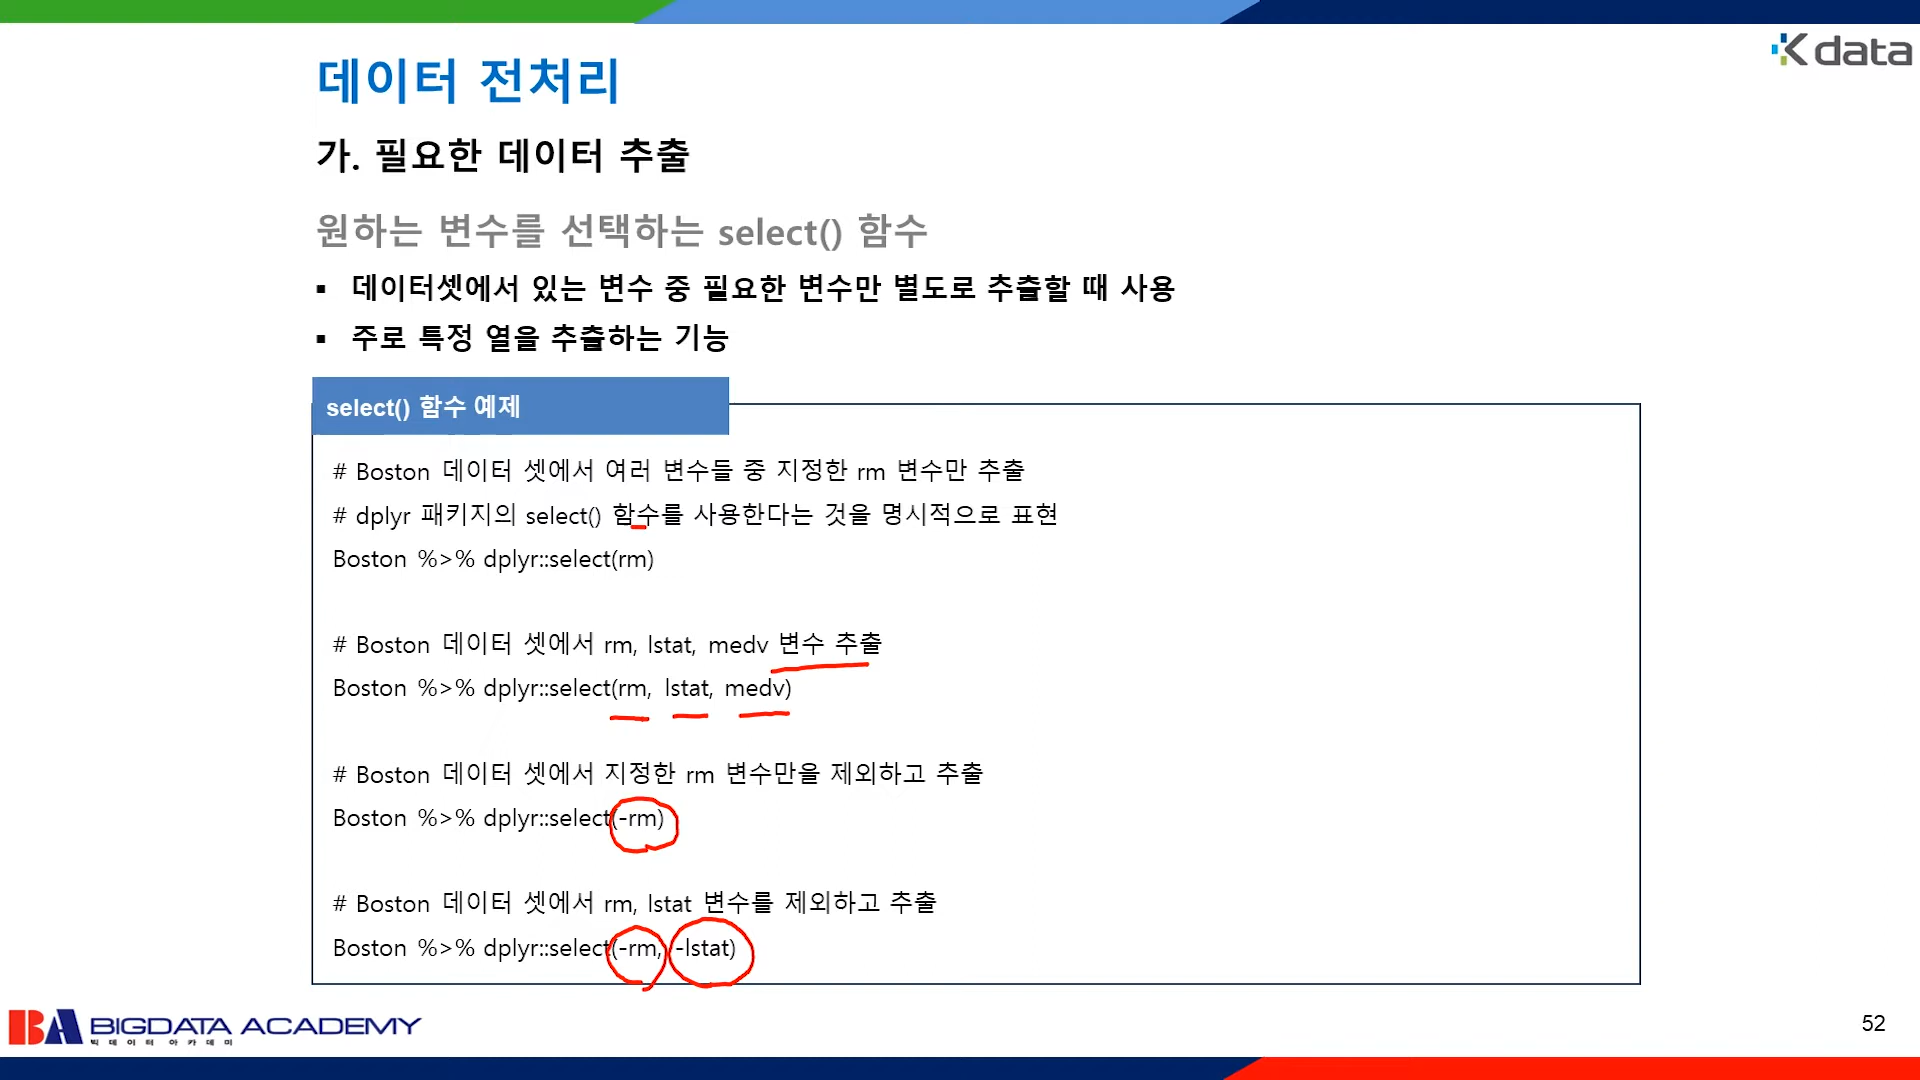 Kdata
데이터 전처리
가. 필요한 데이터 추출
원하는 변수를 선택하는 select() 함수
▪ 데이터셋에서 있는 변수 중 필요한 변수만 별도로 추출할 때 사용
▪ 주로 특정 열을 추출하는 기능
select() 함수 예제
# Boston 데이터 셋에서 여러 변수들 중 지정한 rm 변수만 추출
# dplyr 패키지의 select() 함수를 사용한다는 것을 명시적으로 표현
Boston %>% dplyr::select(rm)
# Boston 데이터 셋에서 rm, lstat, medv 변수 추출
Boston %>% dplyr::select(rm, lstat, medv)
# Boston 데이터 셋에서 지정한 rm 변수만을 제외하고 추출
Boston %>% dplyr::select(-rm)
# Boston 데이터 셋에서 rm, lstat 변수를 제외하고 추출
Boston %>% dplyr::select(-rm, -lstat)
BA BIGDATA ACADEMY
빅데이터아카데미
52